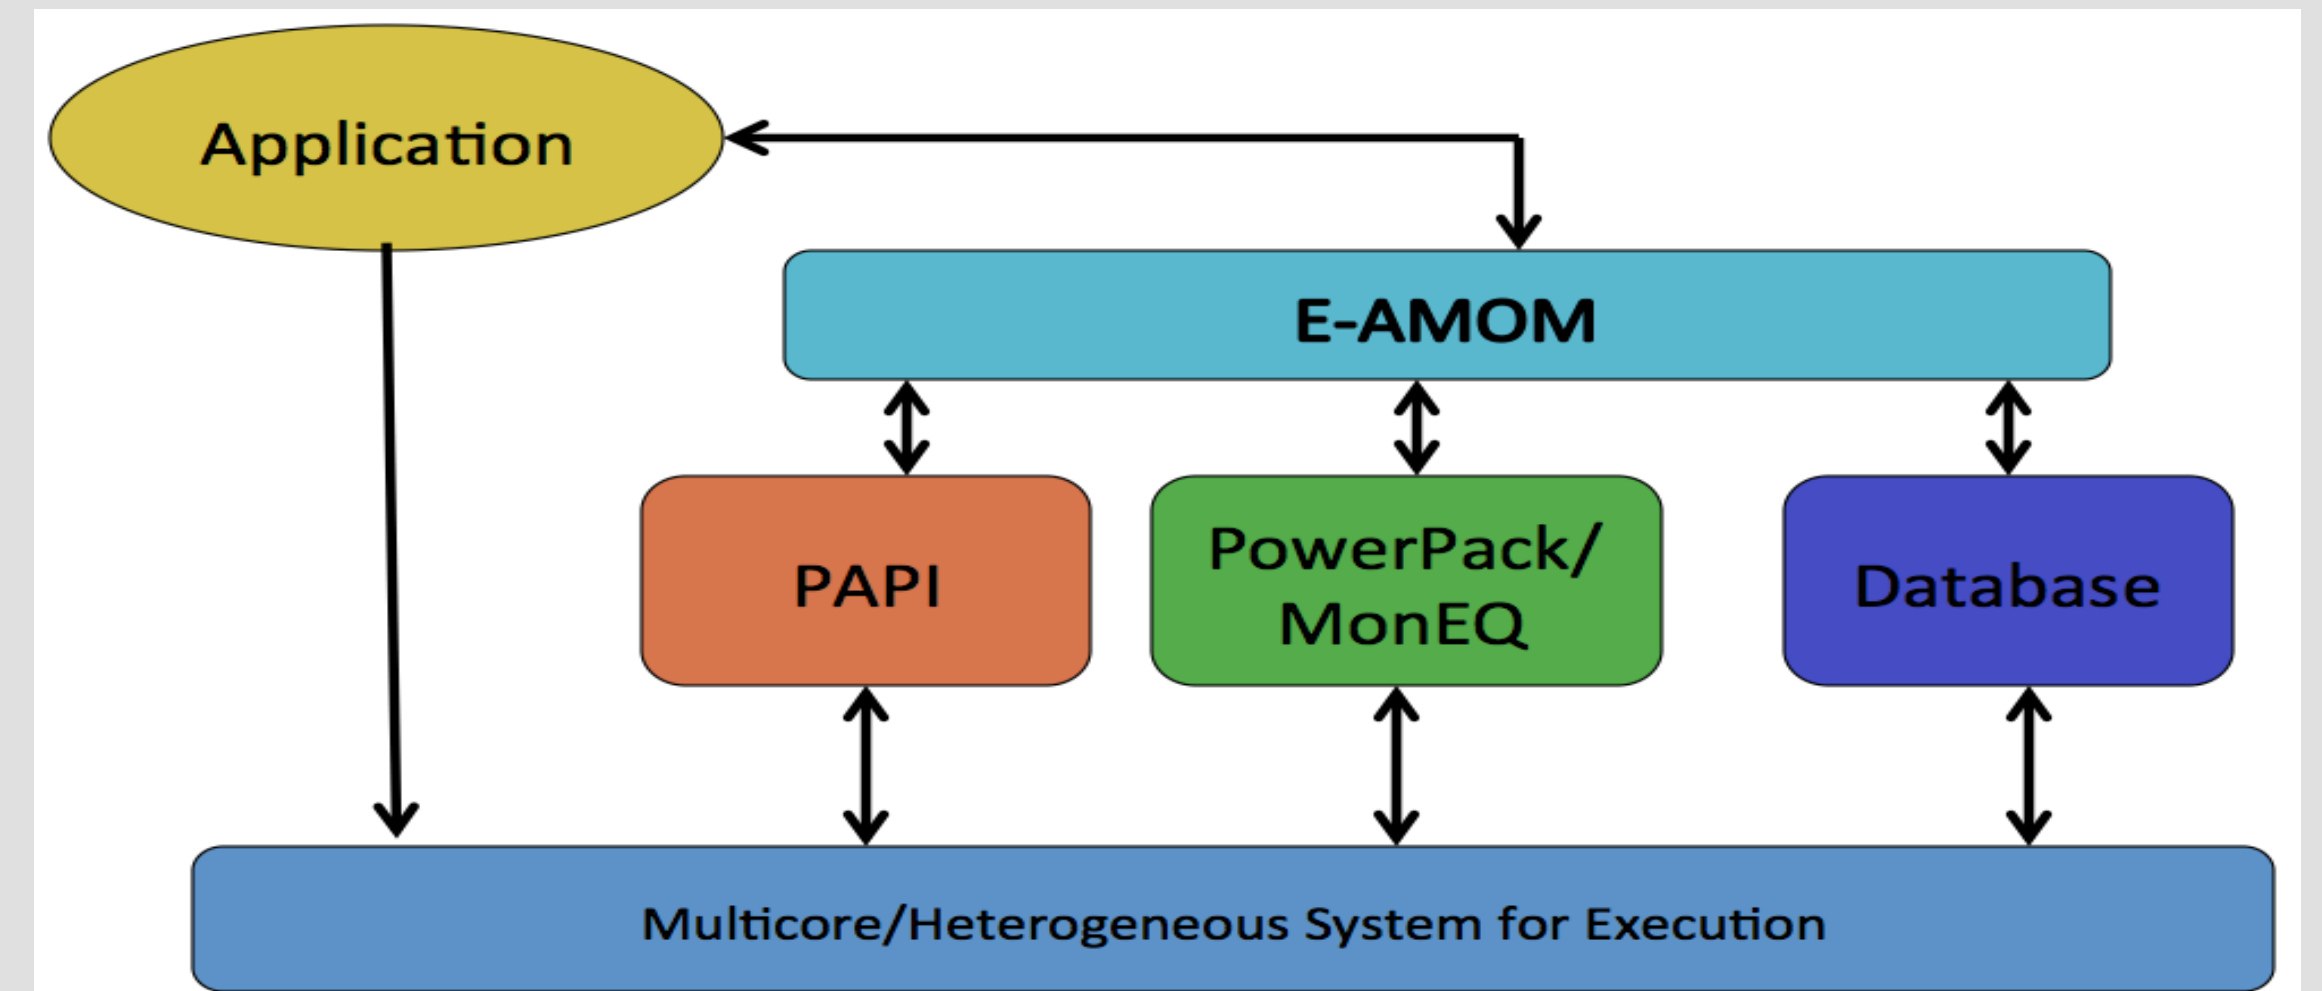 Application
E-AMOM
PAPI
PowerPack/
MonEQ
Database
Multicore/Heterogeneous System for Execution